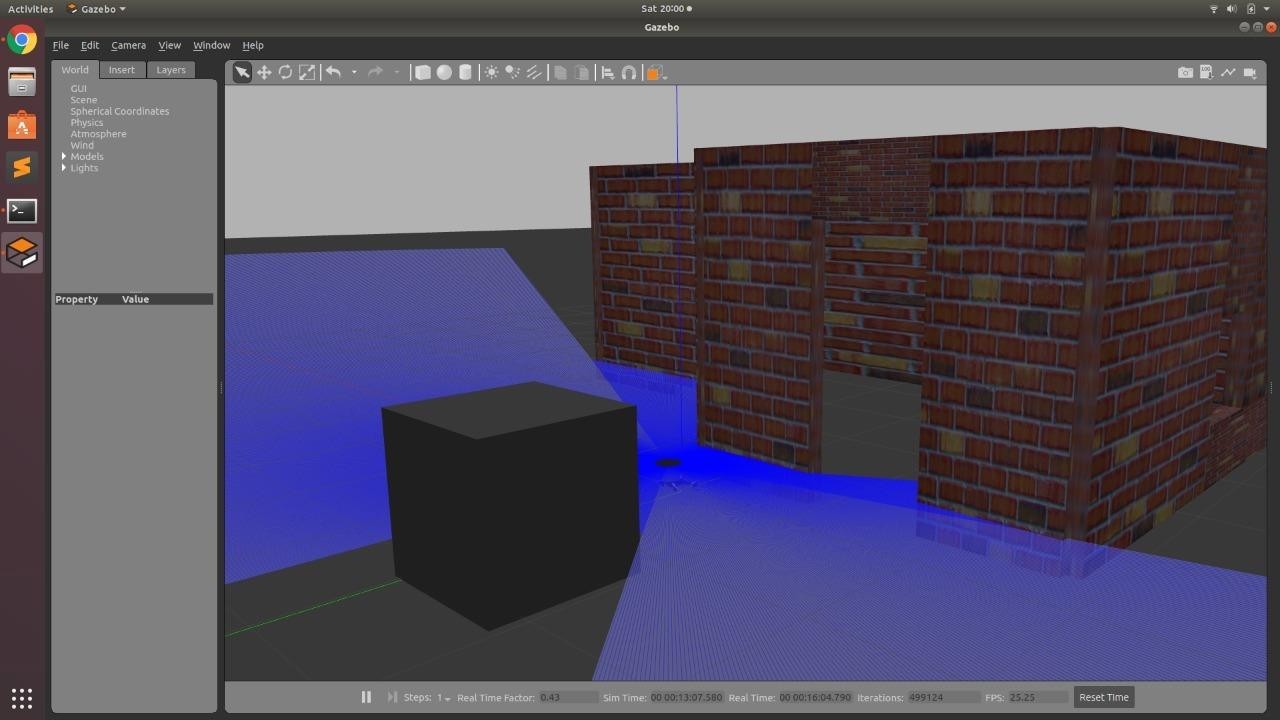 Activities Gazebo Sat 20:00
Gazebo
File Edit Camera View Window Help
World Insert Layers
GUI
Scene
Spherical Coordinates
Physics
Atmosphere
Wind
Models
Lights
Property Value
Steps: 1 Real Time Factor: 0.43 Sim Time: 00 00:13:07.580 Real Time: 00 00:16:04.790 Iterations: 499124 FPS: 25.25 Reset Time